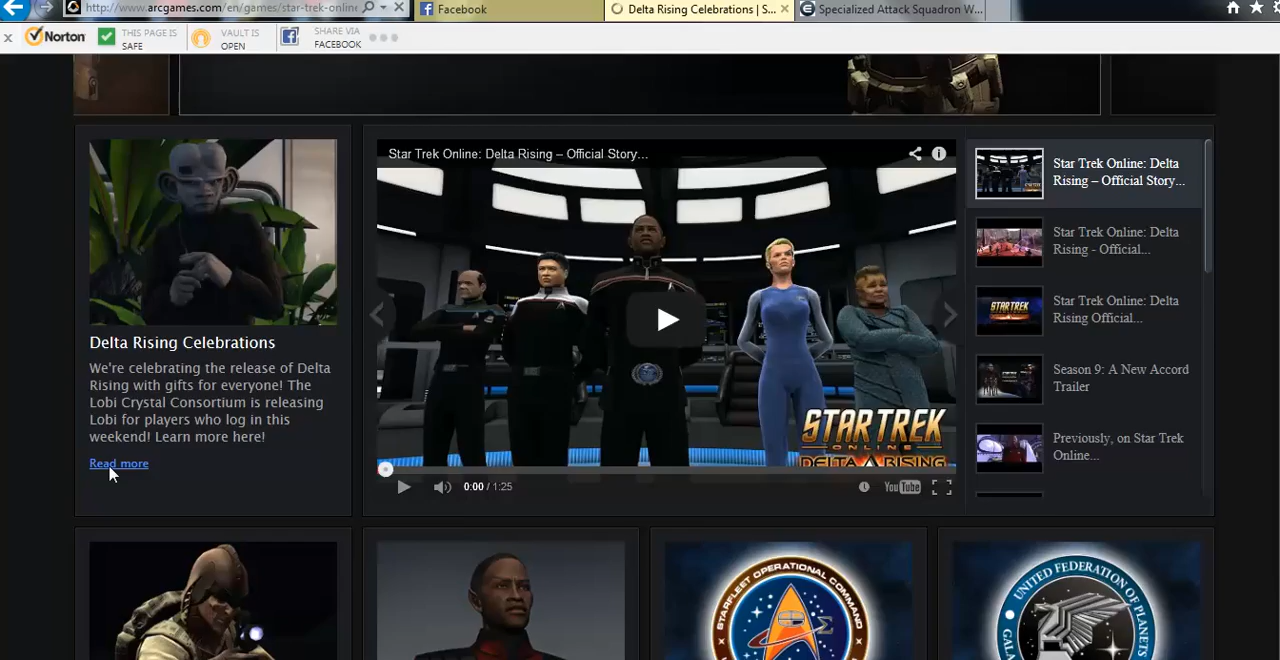 http://www.arcgames.com/en/games/star-trek-online
Facebook
Delta Rising Celebrations | S...
Specialized Attack Squadron W...
Norton
THIS PAGE IS
SAFE
VAULT IS
OPEN
SHARE VIA
FACEBOOK
Delta Rising Celebrations
We're celebrating the release of Delta
Rising with gifts for everyone! The
Lobi Crystal Consortium is releasing
Lobi for players who log in this
weekend! Learn more here!
Read more
Star Trek Online: Delta Rising – Official Story...
STAR TREK
ONLINE
DELTA RISING
0:00 / 1:25
YouTube
Star Trek Online: Delta
Rising – Official Story...
Star Trek Online: Delta
Rising - Official...
STAR TREK
Star Trek Online: Delta
Rising Official...
Season 9: A New Accord
Trailer
Previously, on Star Trek
Online...
STARFLEET OPERATIONAL COMMAND
UNITED FEDERATION OF PLANETS